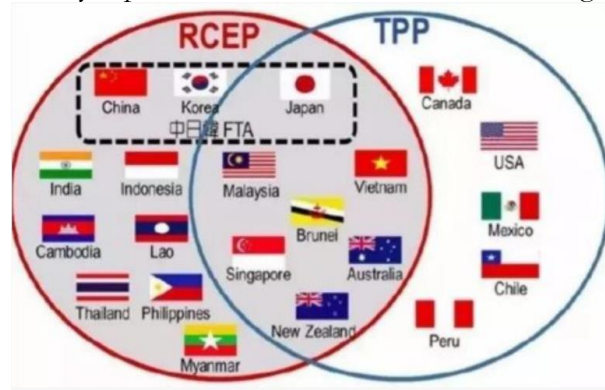 RCEP
TPP
China
Korea
Japan
中日韓 FTA
Canada
USA
India
Indonesia
Malaysia
Vietnam
Mexico
Cambodia
Lao
Brunei
Singapore
Australia
Chile
Thailand
Philippines
New Zealand
Peru
Myanmar